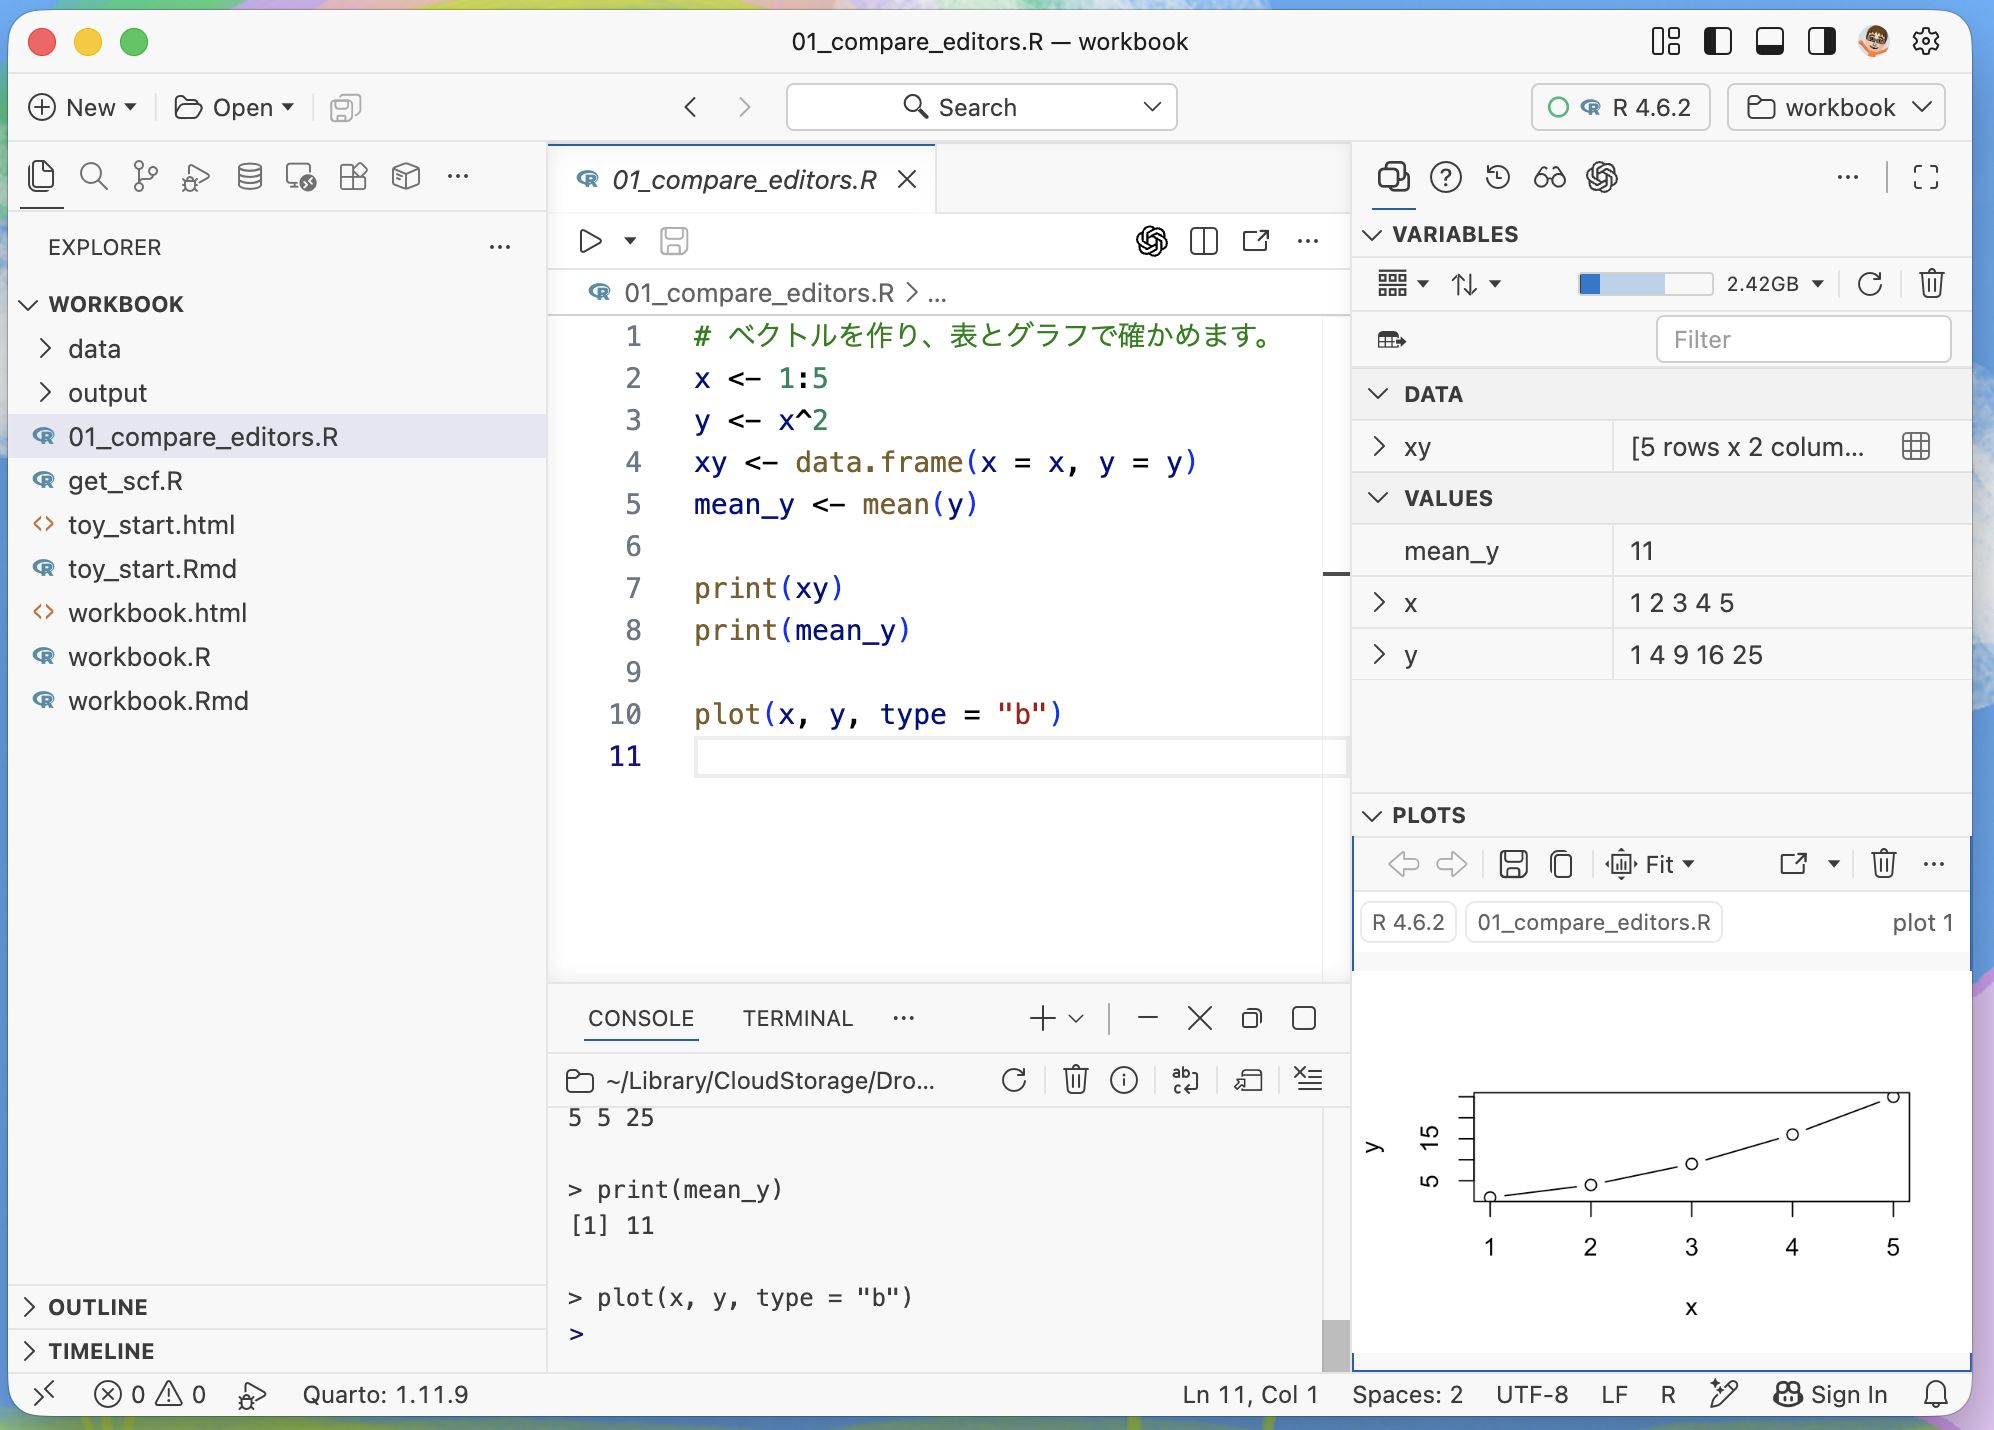 01_compare_editors.R — workbook
New
Open
Search
R 4.6.2
workbook
EXPLORER
WORKBOOK
data
output
01_compare_editors.R
get_scf.R
toy_start.html
toy_start.Rmd
workbook.html
workbook.R
workbook.Rmd
OUTLINE
TIMELINE
01_compare_editors.R
01_compare_editors.R > ...
1 # ベクトルを作り、表とグラフで確かめます。
2 x <- 1:5
3 y <- x^2
4 xy <- data.frame(x = x, y = y)
5 mean_y <- mean(y)
6
7 print(xy)
8 print(mean_y)
9
10 plot(x, y, type = "b")
11
CONSOLE TERMINAL
~/Library/CloudStorage/Dro...
5 5 25
> print(mean_y)
[1] 11
> plot(x, y, type = "b")
>
VARIABLES
2.42GB
Filter
DATA
xy [5 rows x 2 colum...
VALUES
mean_y 11
x 1 2 3 4 5
y 1 4 9 16 25
PLOTS
Fit
R 4.6.2 01_compare_editors.R plot 1
y
15
5
1 2 3 4 5
x
0 0 Quarto: 1.11.9 Ln 11, Col 1 Spaces: 2 UTF-8 LF R Sign In